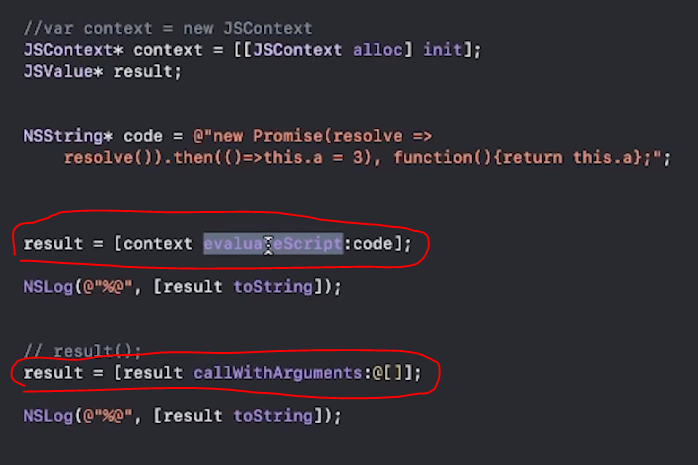 //var context = new JSContext
JSContext* context = [[JSContext alloc] init];
JSValue* result;
NSString* code = @"new Promise(resolve =>
resolve()).then(()=>this.a = 3), function(){return this.a};";
result = [context evaluateScript:code];
NSLog(@"%@", [result toString]);
// result();
result = [result callWithArguments:@[]];
NSLog(@"%@", [result toString]);